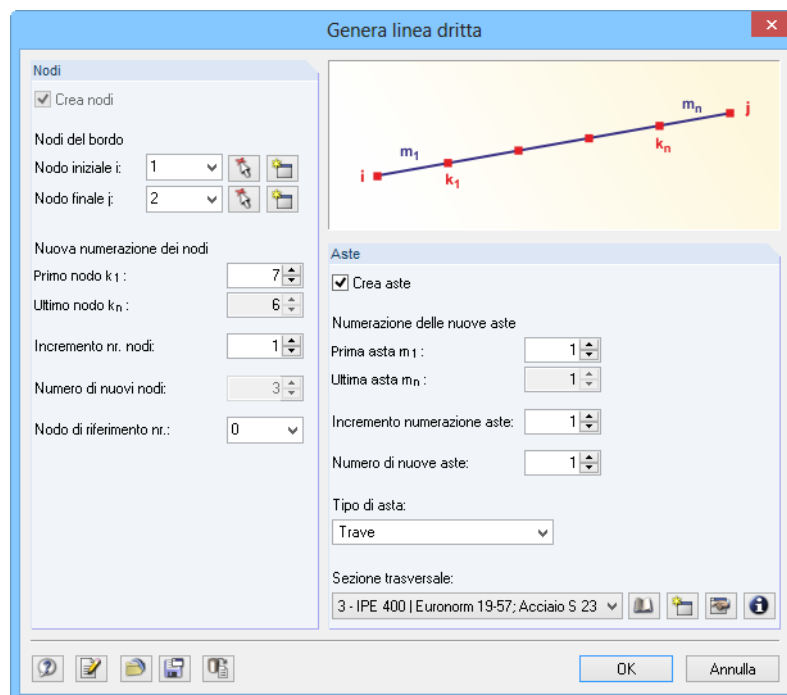 Genera linea dritta
Nodi
Crea nodi
Nodi del bordo
Nodo iniziale i: 1
Nodo finale j: 2
Nuova numerazione dei nodi
Primo nodo k1: 7
Ultimo nodo kn: 6
Incremento nr. nodi: 1
Numero di nuovi nodi: 3
Nodo di riferimento nr.: 0
i
m1
k1
mn
kn
j
Aste
Crea aste
Numerazione delle nuove aste
Prima asta m1: 1
Ultima asta mn: 1
Incremento numerazione aste: 1
Numero di nuove aste: 1
Tipo di asta:
Trave
Sezione trasversale:
3 - IPE 400 | Euronorm 19-57; Acciaio S 23
OK
Annulla